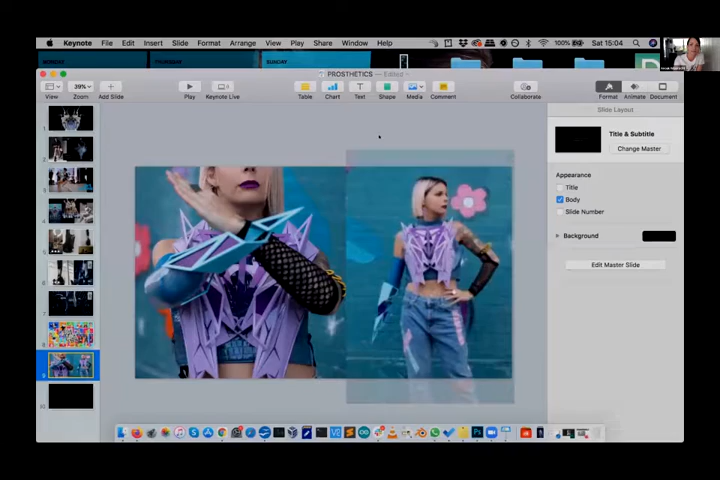 Keynote File Edit Insert Slide Format Arrange View Play Share Window Help 100% Sat 15:04
SUNDAY
PROSTHETICS — Edited
39%
View Zoom Add Slide Play Keynote Live Table Chart Text Shape Media Comment Collaborate Format Animate Document
Slide Layout
Title & Subtitle
Change Master
Appearance
Title
Body
Slide Number
Background
Edit Master Slide